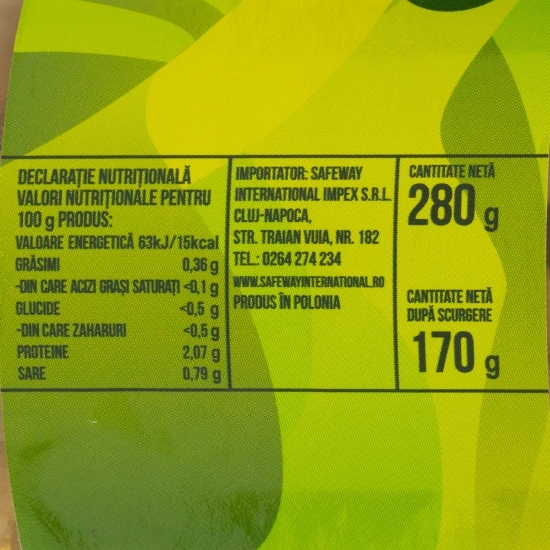 DECLARAȚIE NUTRIȚIONALĂ
VALORI NUTRIȚIONALE PENTRU
100 g PRODUS:
VALOARE ENERGETICĂ 63kJ/15kcal
GRĂSIMI 0,36 g
-DIN CARE ACIZI GRAȘI SATURAȚI <0,1 g
GLUCIDE <0,5 g
-DIN CARE ZAHARURI <0,5 g
PROTEINE 2,07 g
SARE 0,79 g
IMPORTATOR: SAFEWAY
INTERNATIONAL IMPEX S.R.L.
CLUJ-NAPOCA,
STR. TRAIAN VUIA, NR. 182
TEL.: 0264 274 234
WWW.SAFEWAYINTERNATIONAL.RO
PRODUS ÎN POLONIA
CANTITATE NETĂ
280 g
CANTITATE NETĂ
DUPĂ SCURGERE
170 g